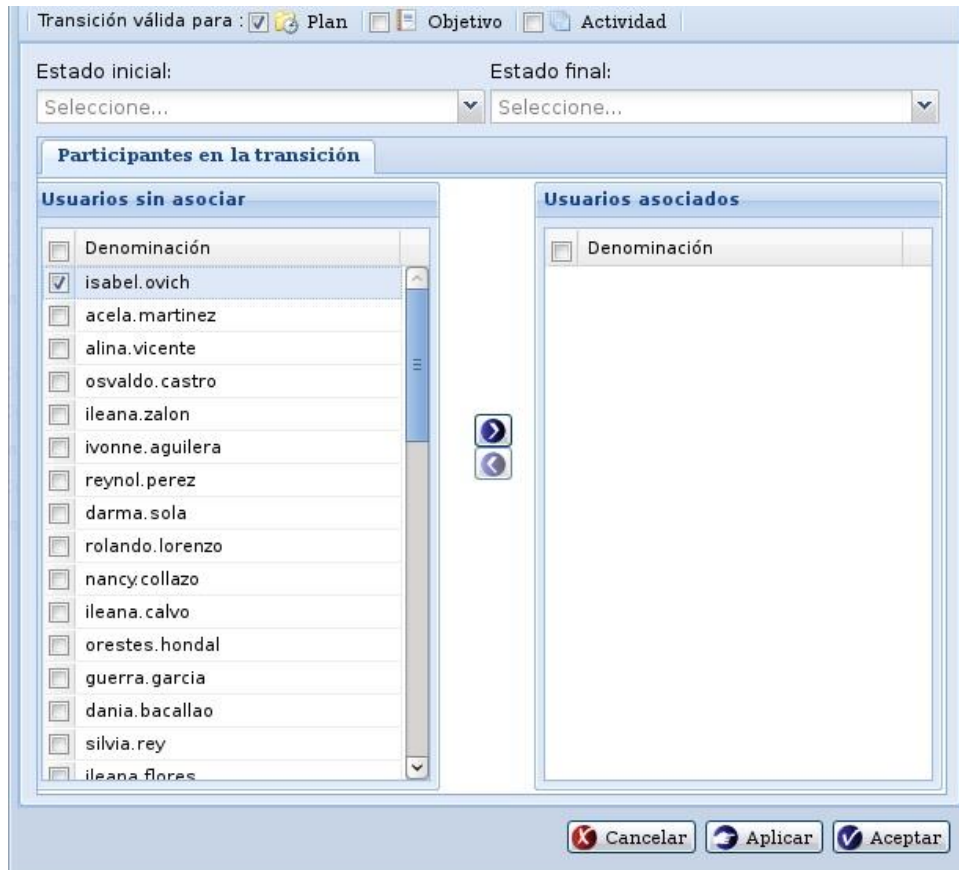 Transición válida para : Plan Objetivo Actividad
Estado inicial: Estado final:
Seleccione... Seleccione...
Participantes en la transición
Usuarios sin asociar Usuarios asociados
Denominación Denominación
isabel.ovich
acela.martinez
alina.vicente
osvaldo.castro
ileana.zalon
ivonne.aguilera
reynol.perez
darma.sola
rolando.lorenzo
nancy.collazo
ileana.calvo
orestes.hondal
guerra.garcia
dania.bacallao
silvia.rey
ileana.flores
Cancelar Aplicar Aceptar